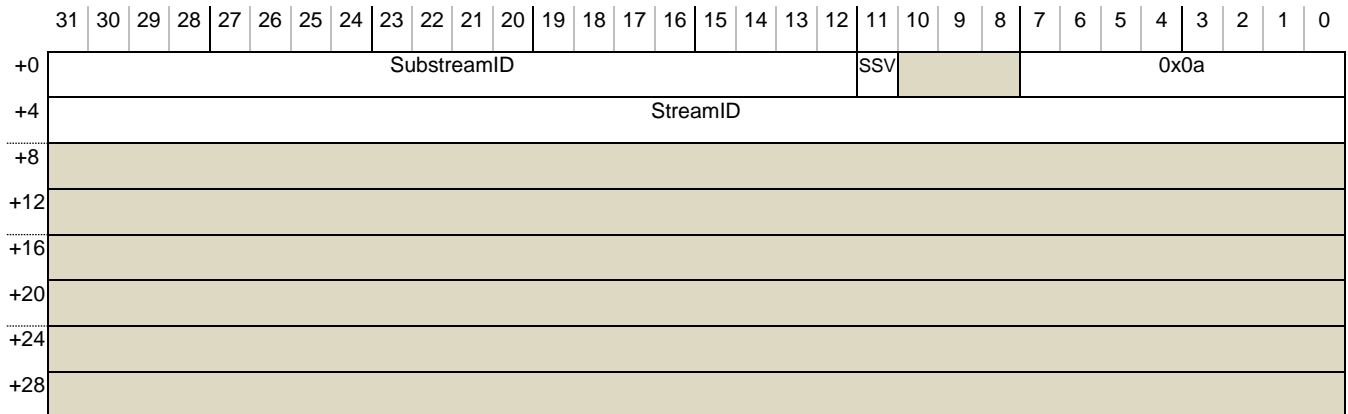 31 30 29 28 27 26 25 24 23 22 21 20 19 18 17 16 15 14 13 12 11 10 9 8 7 6 5 4 3 2 1 0
+0 SubstreamID SSV 0x0a
+4 StreamID
+8
+12
+16
+20
+24
+28